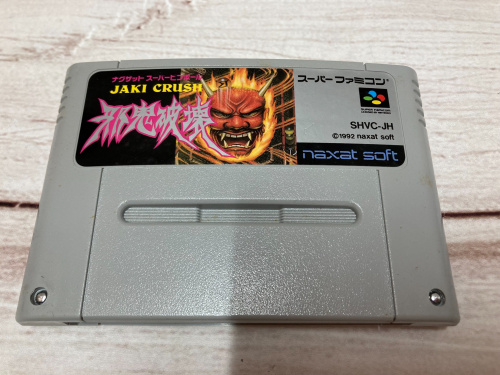 ナグザット スーパーピンボール
JAKI CRUSH
邪鬼破壊
スーパーファミコン
SHVC-JH
©1992 naxat soft
naxat soft